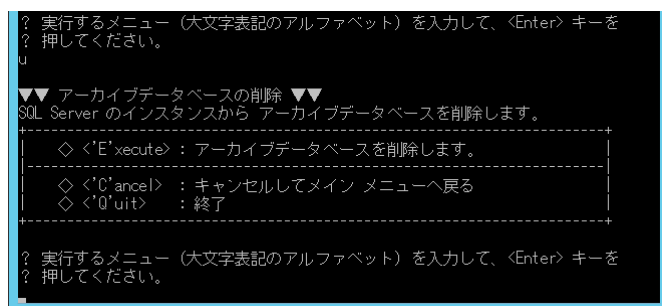 ? 実行するメニュー (大文字表記のアルファベット) を入力して、<Enter> キーを
? 押してください。
u
▼▼ アーカイブデータベースの削除 ▼▼
SQL Server のインスタンスから アーカイブデータベースを削除します。
◇ <'E'xecute> : アーカイブデータベースを削除します。
◇ <'C'ancel> : キャンセルしてメイン メニューへ戻る
◇ <'Q'uit> : 終了
? 実行するメニュー (大文字表記のアルファベット) を入力して、<Enter> キーを
? 押してください。